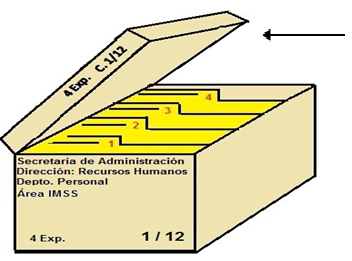 4 Exp. C. 1/12
4
3
2
1
Secretaría de Administración
Dirección: Recursos Humanos
Depto. Personal
Área IMSS
4 Exp. 1 / 12